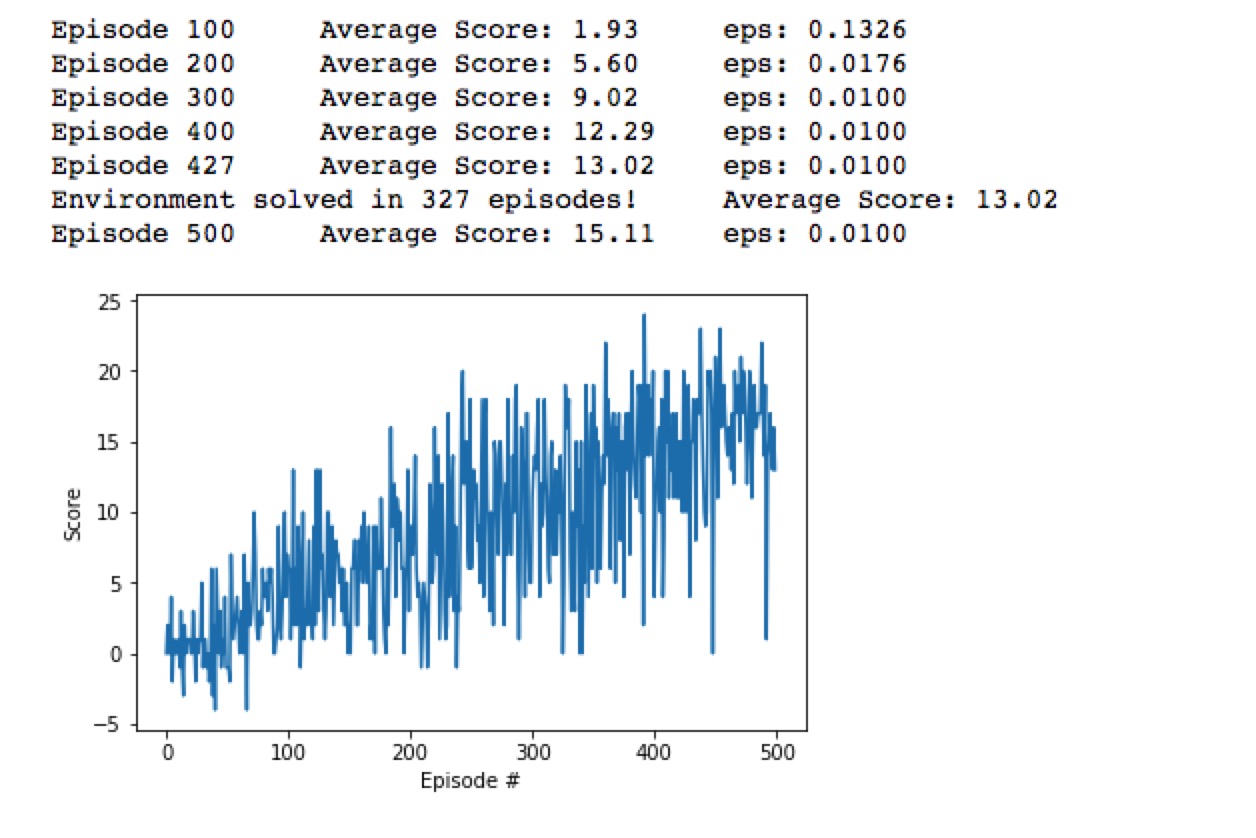 Episode 100 Average Score: 1.93 eps: 0.1326
Episode 200 Average Score: 5.60 eps: 0.0176
Episode 300 Average Score: 9.02 eps: 0.0100
Episode 400 Average Score: 12.29 eps: 0.0100
Episode 427 Average Score: 13.02 eps: 0.0100
Environment solved in 327 episodes! Average Score: 13.02
Episode 500 Average Score: 15.11 eps: 0.0100
25
20
15
10
5
0
−5
Score
0 100 200 300 400 500
Episode #